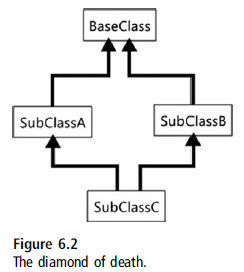 BaseClass
SubClassA
SubClassB
SubClassC
Figure 6.2
The diamond of death.